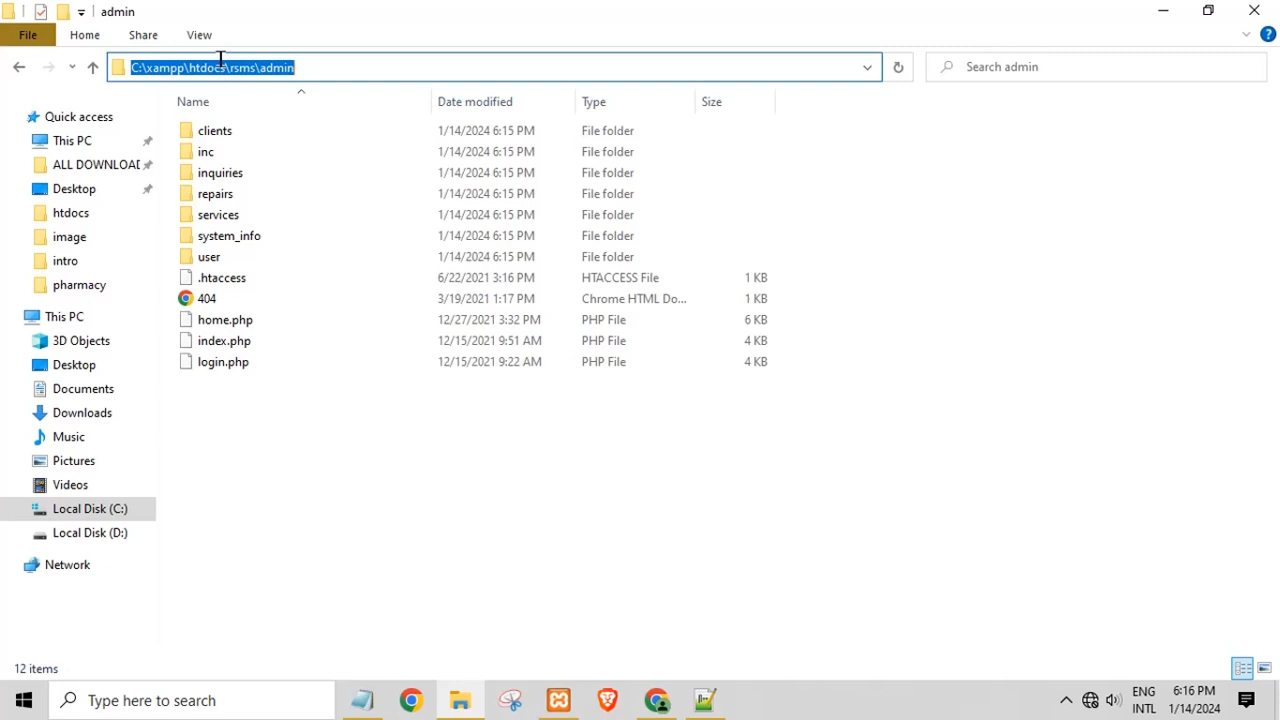 admin
File Home Share View
C:\xampp\htdocs\rsms\admin
Search admin
Name Date modified Type Size
Quick access
This PC
ALL DOWNLOAD
Desktop
htdocs
image
intro
pharmacy
This PC
3D Objects
Desktop
Documents
Downloads
Music
Pictures
Videos
Local Disk (C:)
Local Disk (D:)
Network
clients 1/14/2024 6:15 PM File folder
inc 1/14/2024 6:15 PM File folder
inquiries 1/14/2024 6:15 PM File folder
repairs 1/14/2024 6:15 PM File folder
services 1/14/2024 6:15 PM File folder
system_info 1/14/2024 6:15 PM File folder
user 1/14/2024 6:15 PM File folder
.htaccess 6/22/2021 3:16 PM HTACCESS File 1 KB
404 3/19/2021 1:17 PM Chrome HTML Do... 1 KB
home.php 12/27/2021 3:32 PM PHP File 6 KB
index.php 12/15/2021 9:51 AM PHP File 4 KB
login.php 12/15/2021 9:22 AM PHP File 4 KB
12 items
Type here to search
ENG 6:16 PM
INTL 1/14/2024